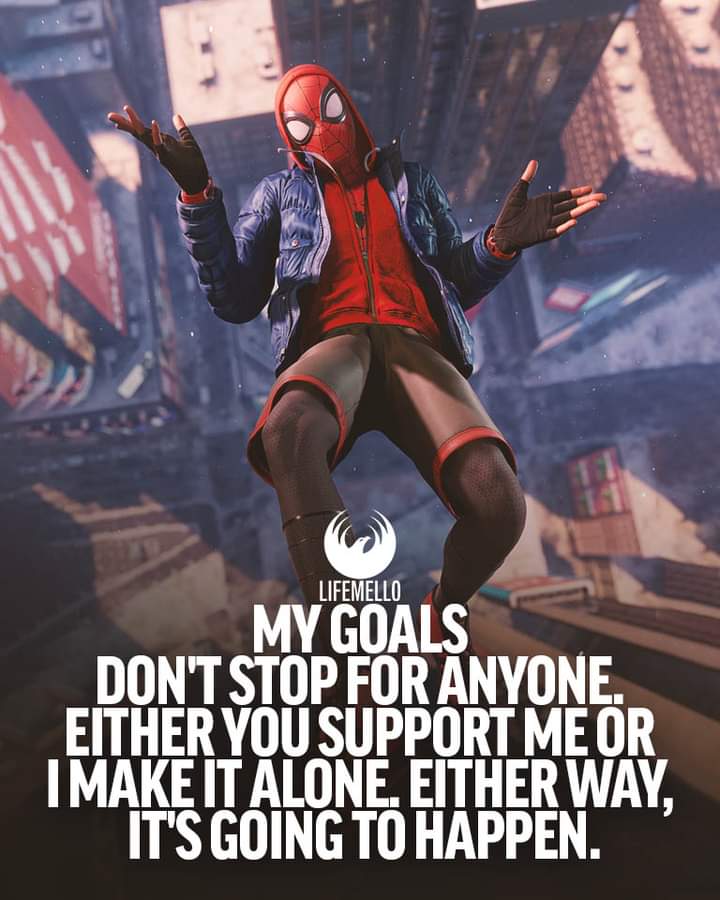 LIFEMELLO
MY GOALS
DON'T STOP FOR ANYONE.
EITHER YOU SUPPORT ME OR
I MAKE IT ALONE. EITHER WAY,
IT'S GOING TO HAPPEN.